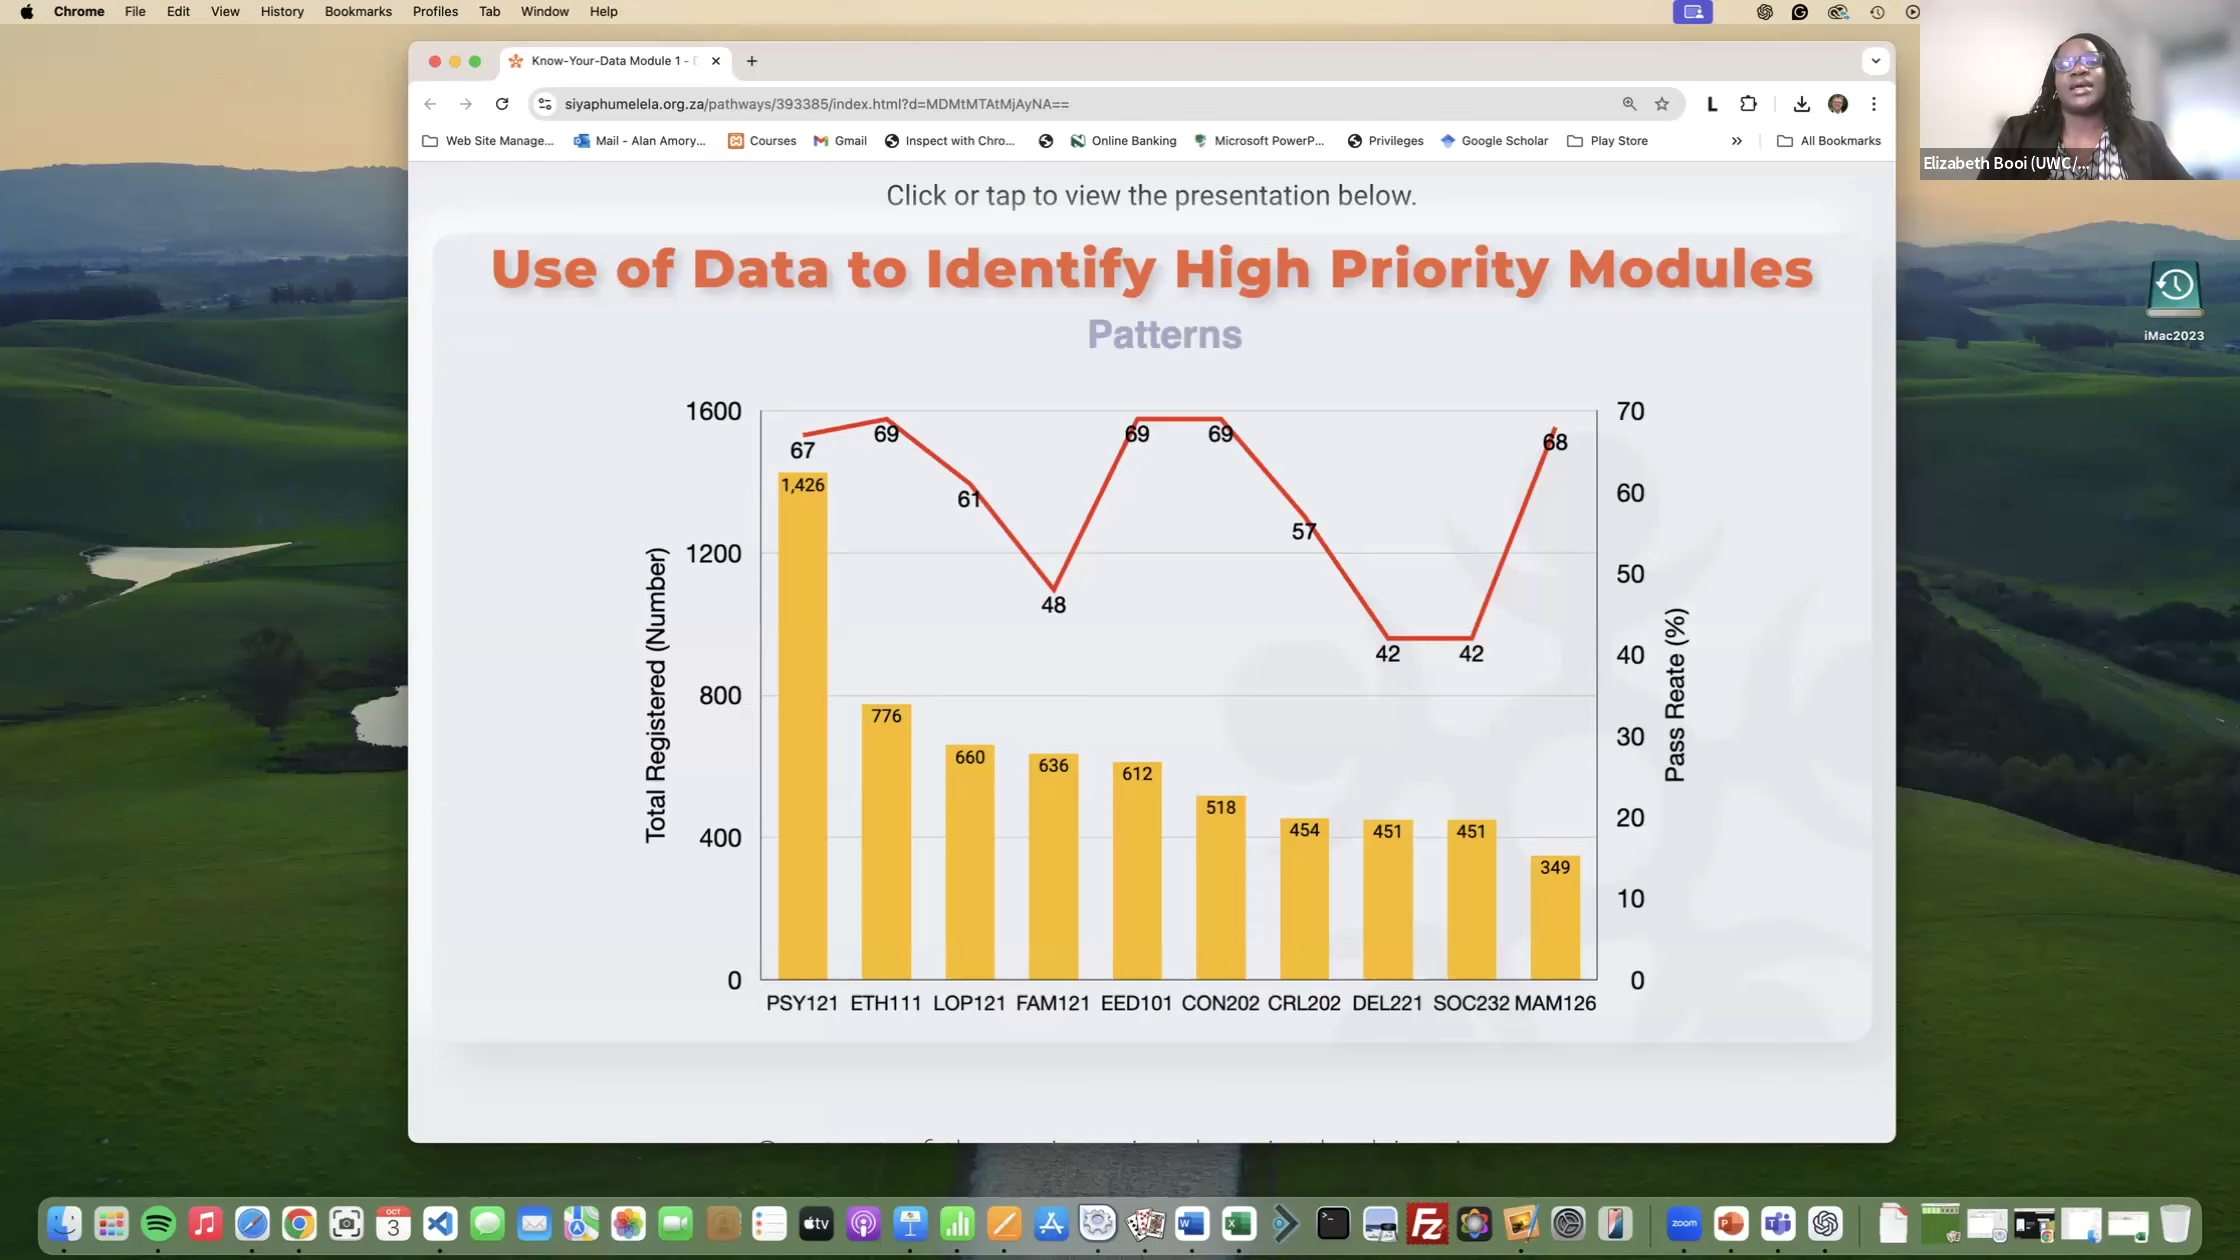 Chrome File Edit View History Bookmarks Profiles Tab Window Help
Know-Your-Data Module 1 -
siyaphumelela.org.za/pathways/393385/index.html?d=MDMtMTAtMjAyNA==
L
Web Site Manage... Mail - Alan Amory... Courses Gmail Inspect with Chro... Online Banking Microsoft PowerP... Privileges Google Scholar Play Store » All Bookmarks
Elizabeth Booi (UWC/...
iMac2023
Click or tap to view the presentation below.
Use of Data to Identify High Priority Modules
Patterns
Total Registered (Number)
1600
1200
800
400
0
67 69 61 48 69 69 57 42 42 68
1,426 776 660 636 612 518 454 451 451 349
70
60
50
40
30
20
10
0
Pass Reate (%)
PSY121 ETH111 LOP121 FAM121 EED101 CON202 CRL202 DEL221 SOC232 MAM126
OCT
3
tv
W
X
Fz
zoom
P
T